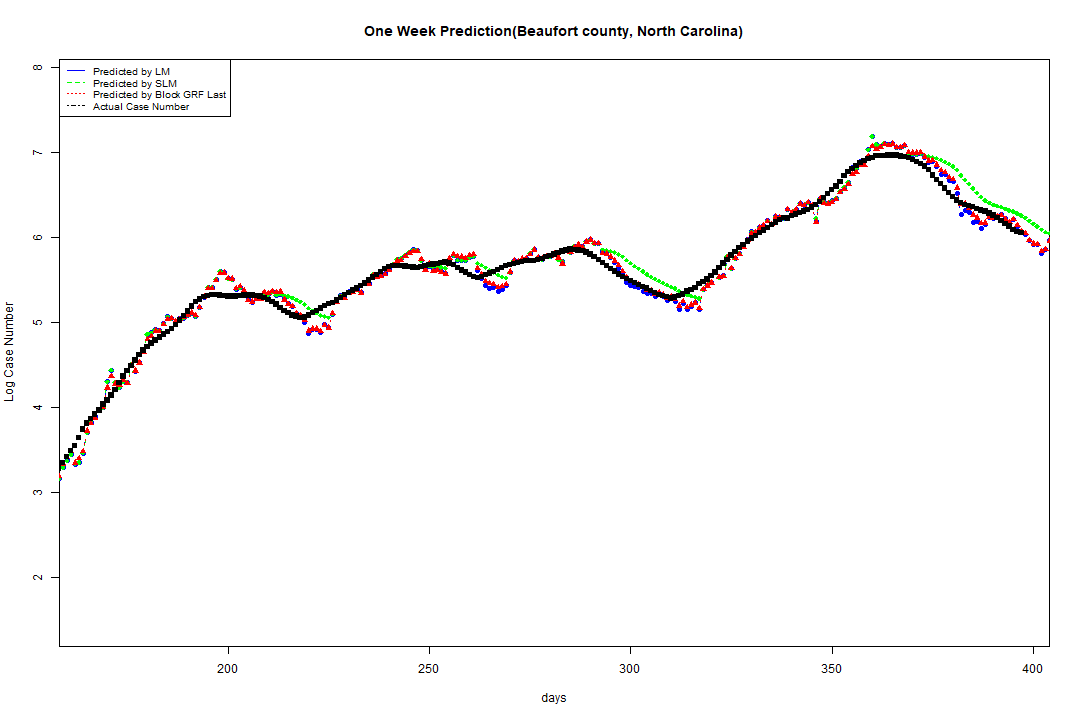 One Week Prediction(Beaufort county, North Carolina)
Predicted by LM
Predicted by SLM
Predicted by Block GRF Last
Actual Case Number
8
7
6
5
4
3
2
Log Case Number
200 250 300 350 400
days